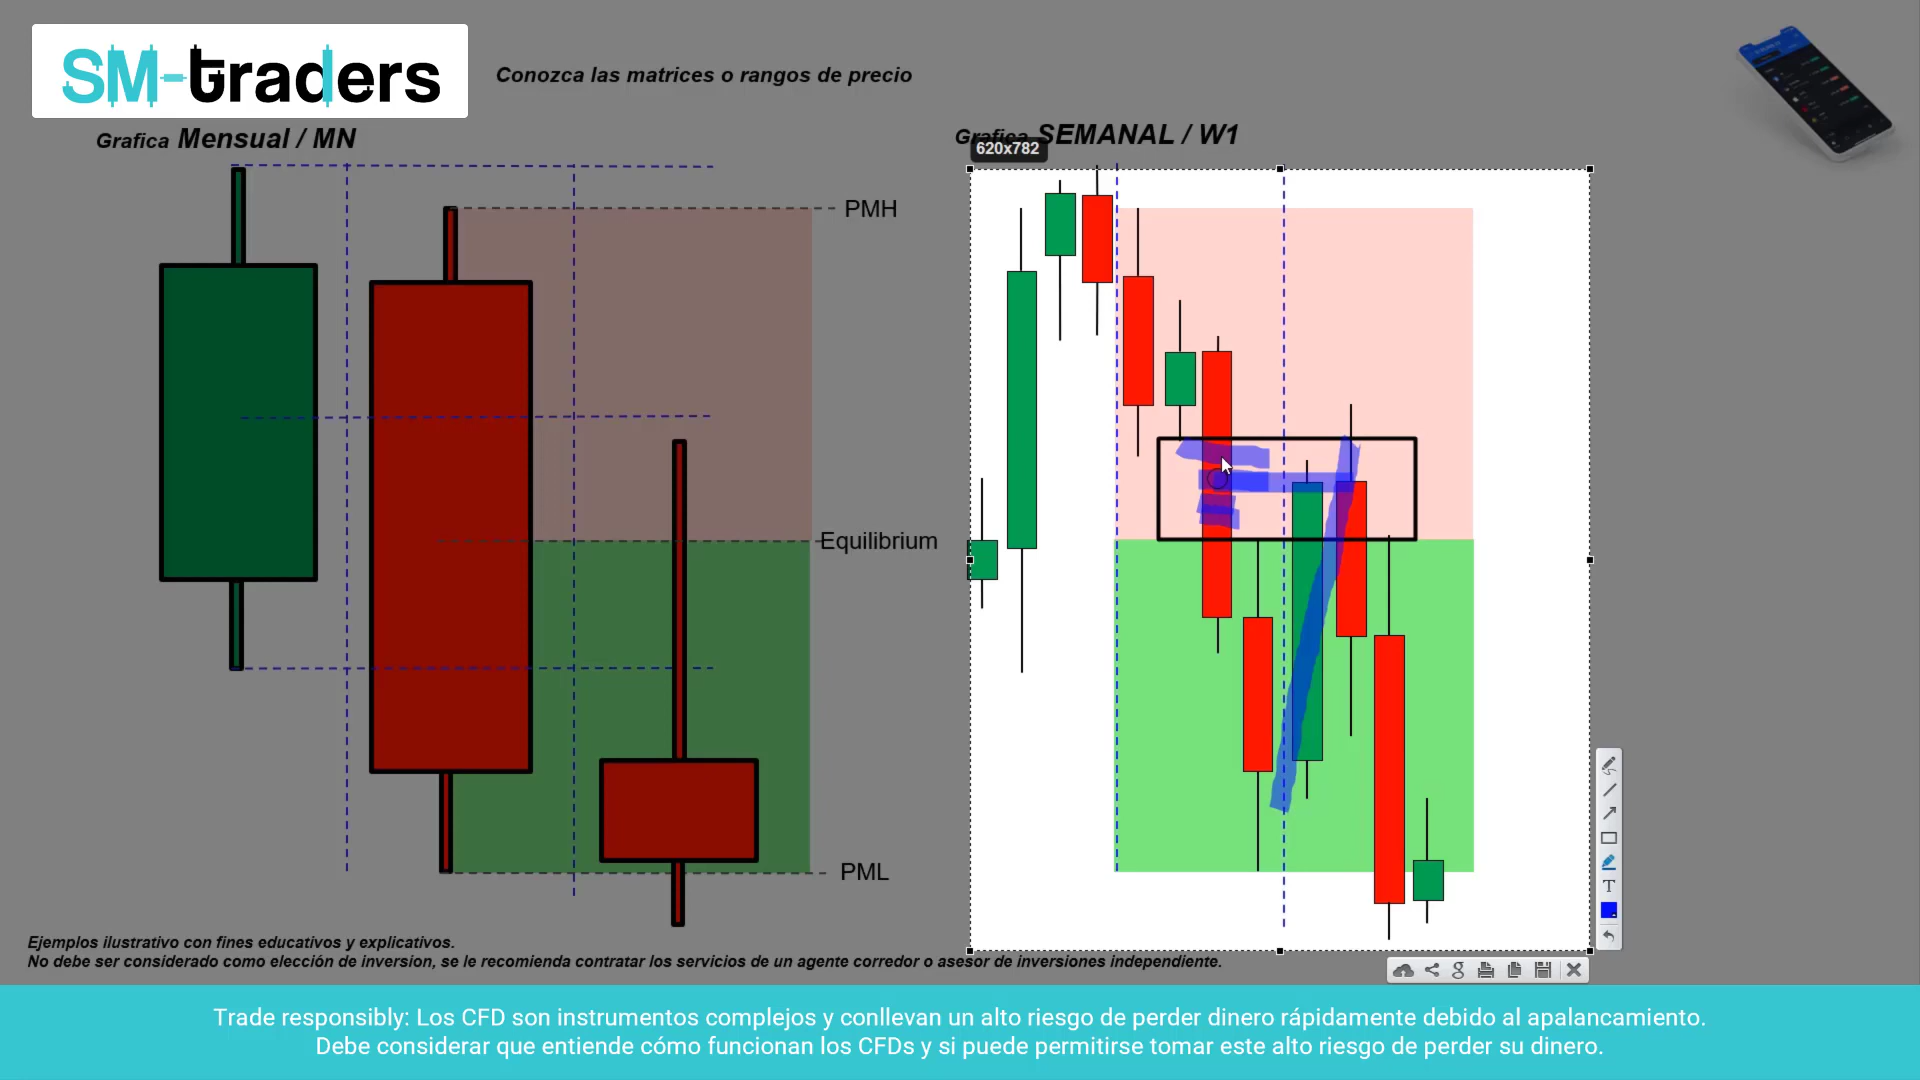 SM-traders
Conozca las matrices o rangos de precio
Grafica Mensual / MN
Grafica SEMANAL / W1
620x782
PMH
Equilibrium
PML
T
g
Ejemplos ilustrativo con fines educativos y explicativos.
No debe ser considerado como elección de inversion, se le recomienda contratar los servicios de un agente corredor o asesor de inversiones independiente.
Trade responsibly: Los CFD son instrumentos complejos y conllevan un alto riesgo de perder dinero rápidamente debido al apalancamiento.
Debe considerar que entiende cómo funcionan los CFDs y si puede permitirse tomar este alto riesgo de perder su dinero.